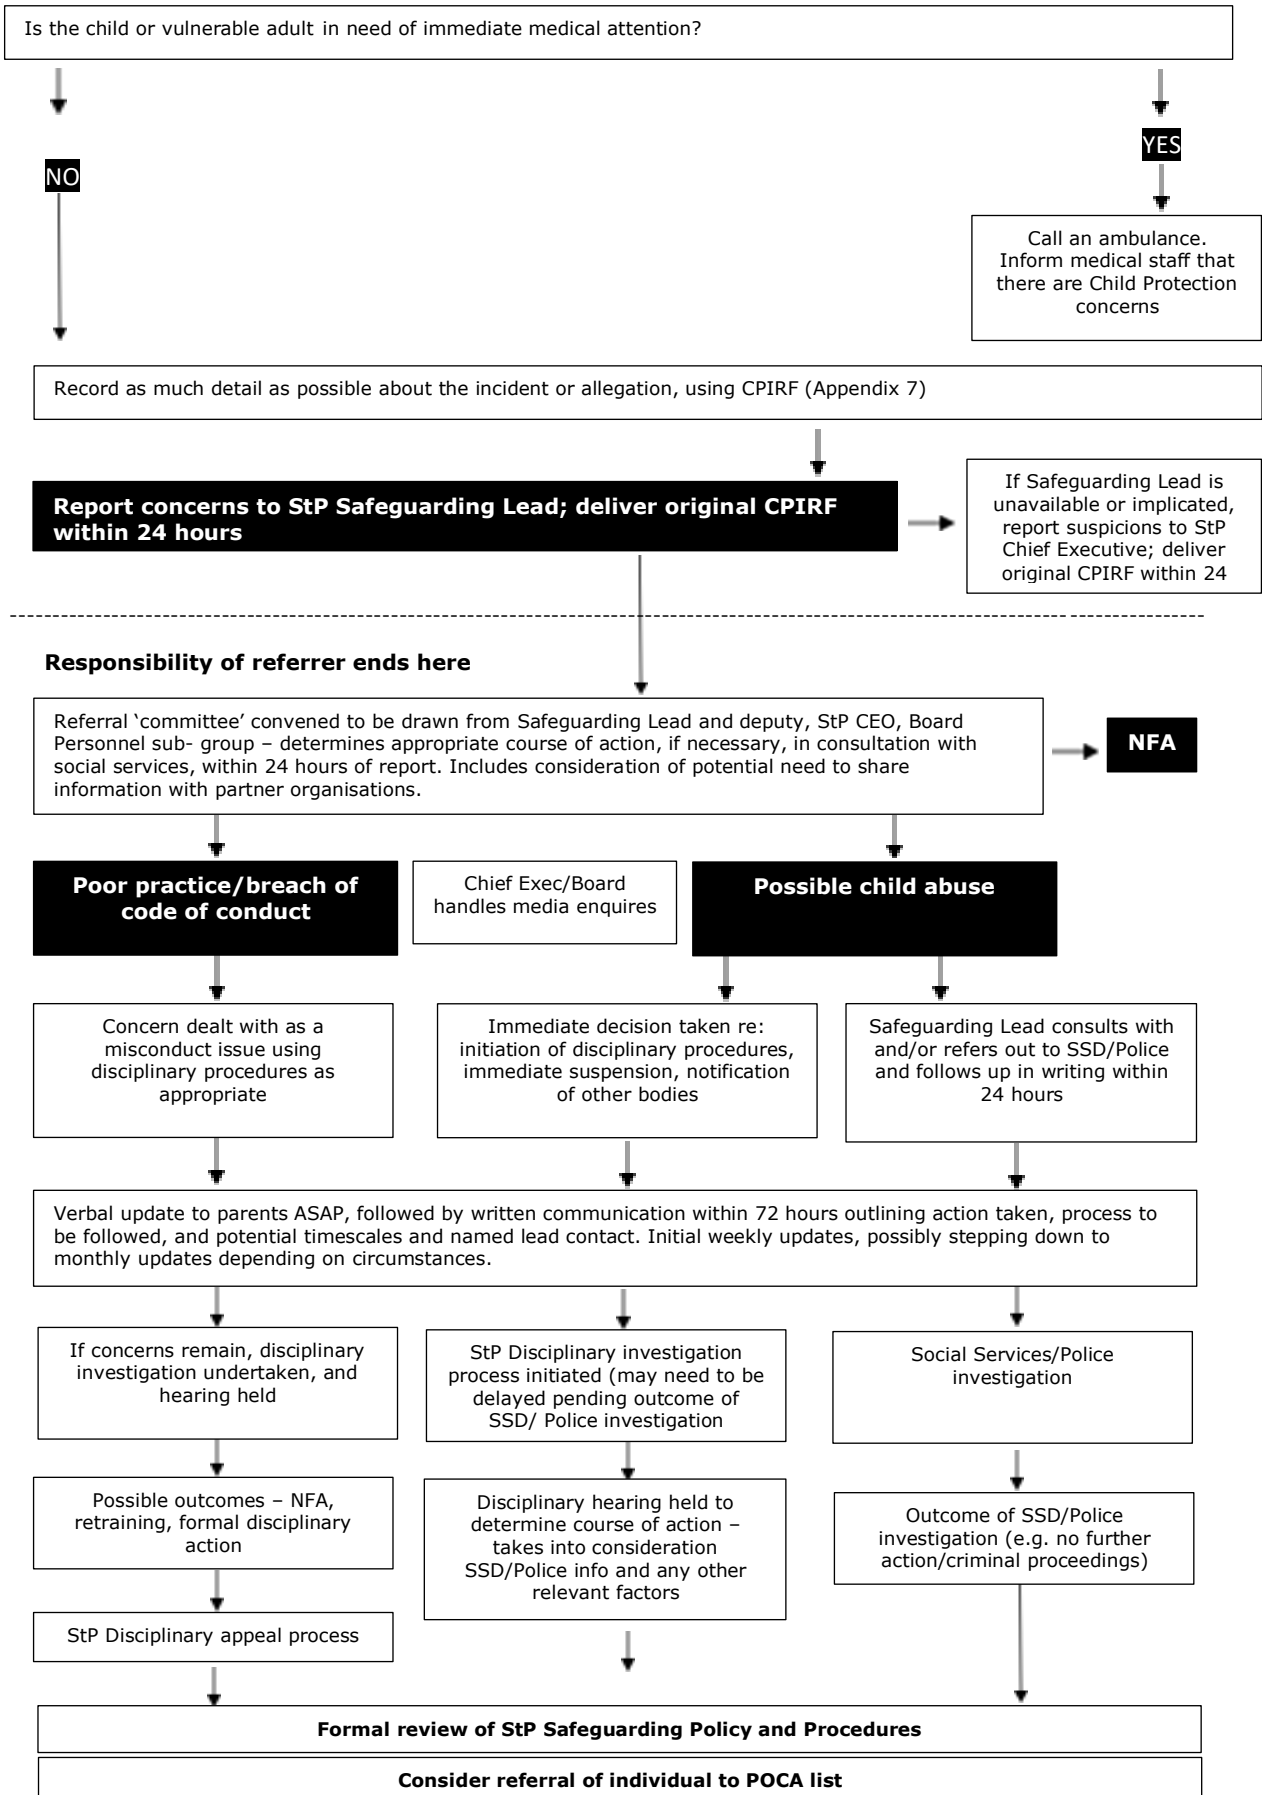 Is the child or vulnerable adult in need of immediate medical attention?
NO
YES
Call an ambulance.
Inform medical staff that
there are Child Protection
concerns
Record as much detail as possible about the incident or allegation, using CPIRF (Appendix 7)
Report concerns to StP Safeguarding Lead; deliver original CPIRF
within 24 hours
If Safeguarding Lead is
unavailable or implicated,
report suspicions to StP
Chief Executive; deliver
original CPIRF within 24
Responsibility of referrer ends here
Referral ‘committee’ convened to be drawn from Safeguarding Lead and deputy, StP CEO, Board
Personnel sub- group – determines appropriate course of action, if necessary, in consultation with
social services, within 24 hours of report. Includes consideration of potential need to share
information with partner organisations.
NFA
Poor practice/breach of
code of conduct
Chief Exec/Board
handles media enquires
Possible child abuse
Concern dealt with as a
misconduct issue using
disciplinary procedures as
appropriate
Immediate decision taken re:
initiation of disciplinary procedures,
immediate suspension, notification
of other bodies
Safeguarding Lead consults with
and/or refers out to SSD/Police
and follows up in writing within
24 hours
Verbal update to parents ASAP, followed by written communication within 72 hours outlining action taken, process to
be followed, and potential timescales and named lead contact. Initial weekly updates, possibly stepping down to
monthly updates depending on circumstances.
If concerns remain, disciplinary
investigation undertaken, and
hearing held
StP Disciplinary investigation
process initiated (may need to be
delayed pending outcome of
SSD/ Police investigation
Social Services/Police
investigation
Possible outcomes – NFA,
retraining, formal disciplinary
action
Disciplinary hearing held to
determine course of action –
takes into consideration
SSD/Police info and any other
relevant factors
Outcome of SSD/Police
investigation (e.g. no further
action/criminal proceedings)
StP Disciplinary appeal process
Formal review of StP Safeguarding Policy and Procedures
Consider referral of individual to POCA list